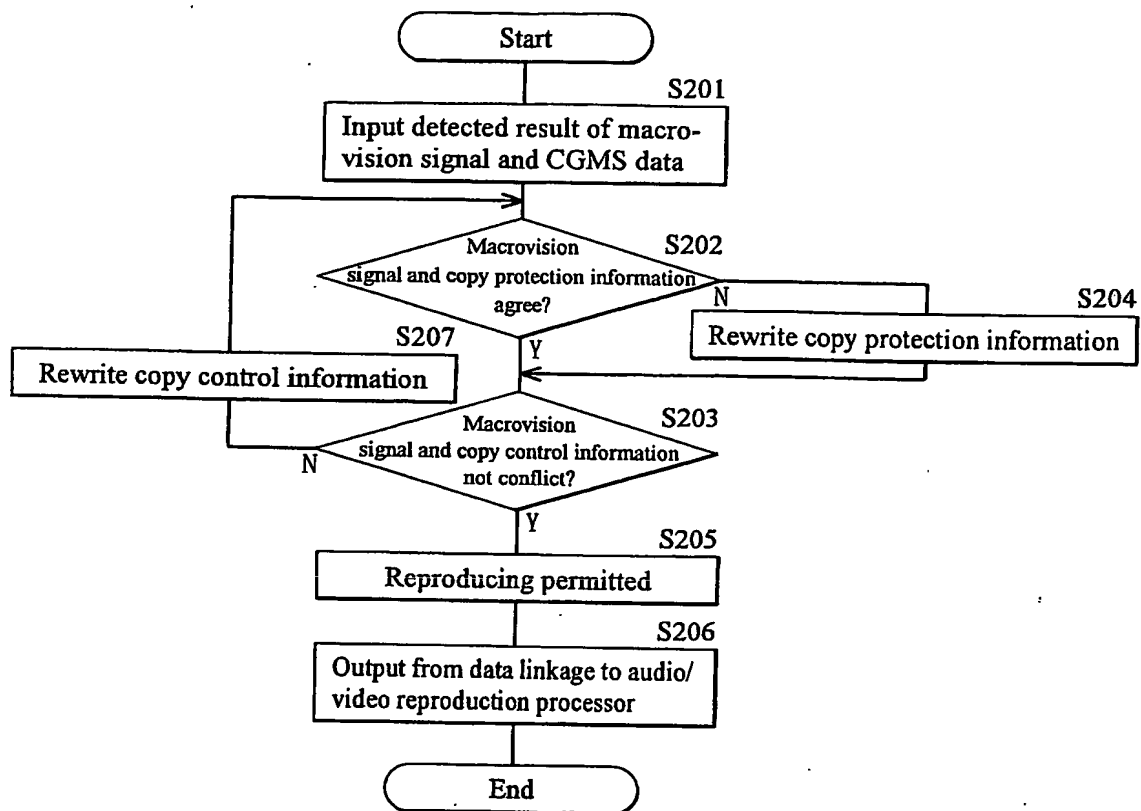 Start
S201
Input detected result of macro-
vision signal and CGMS data
S202
Macrovision
signal and copy protection information
agree?
N
Y
S204
Rewrite copy protection information
S207
Rewrite copy control information
S203
Macrovision
signal and copy control information
not conflict?
N
Y
S205
Reproducing permitted
S206
Output from data linkage to audio/
video reproduction processor
End